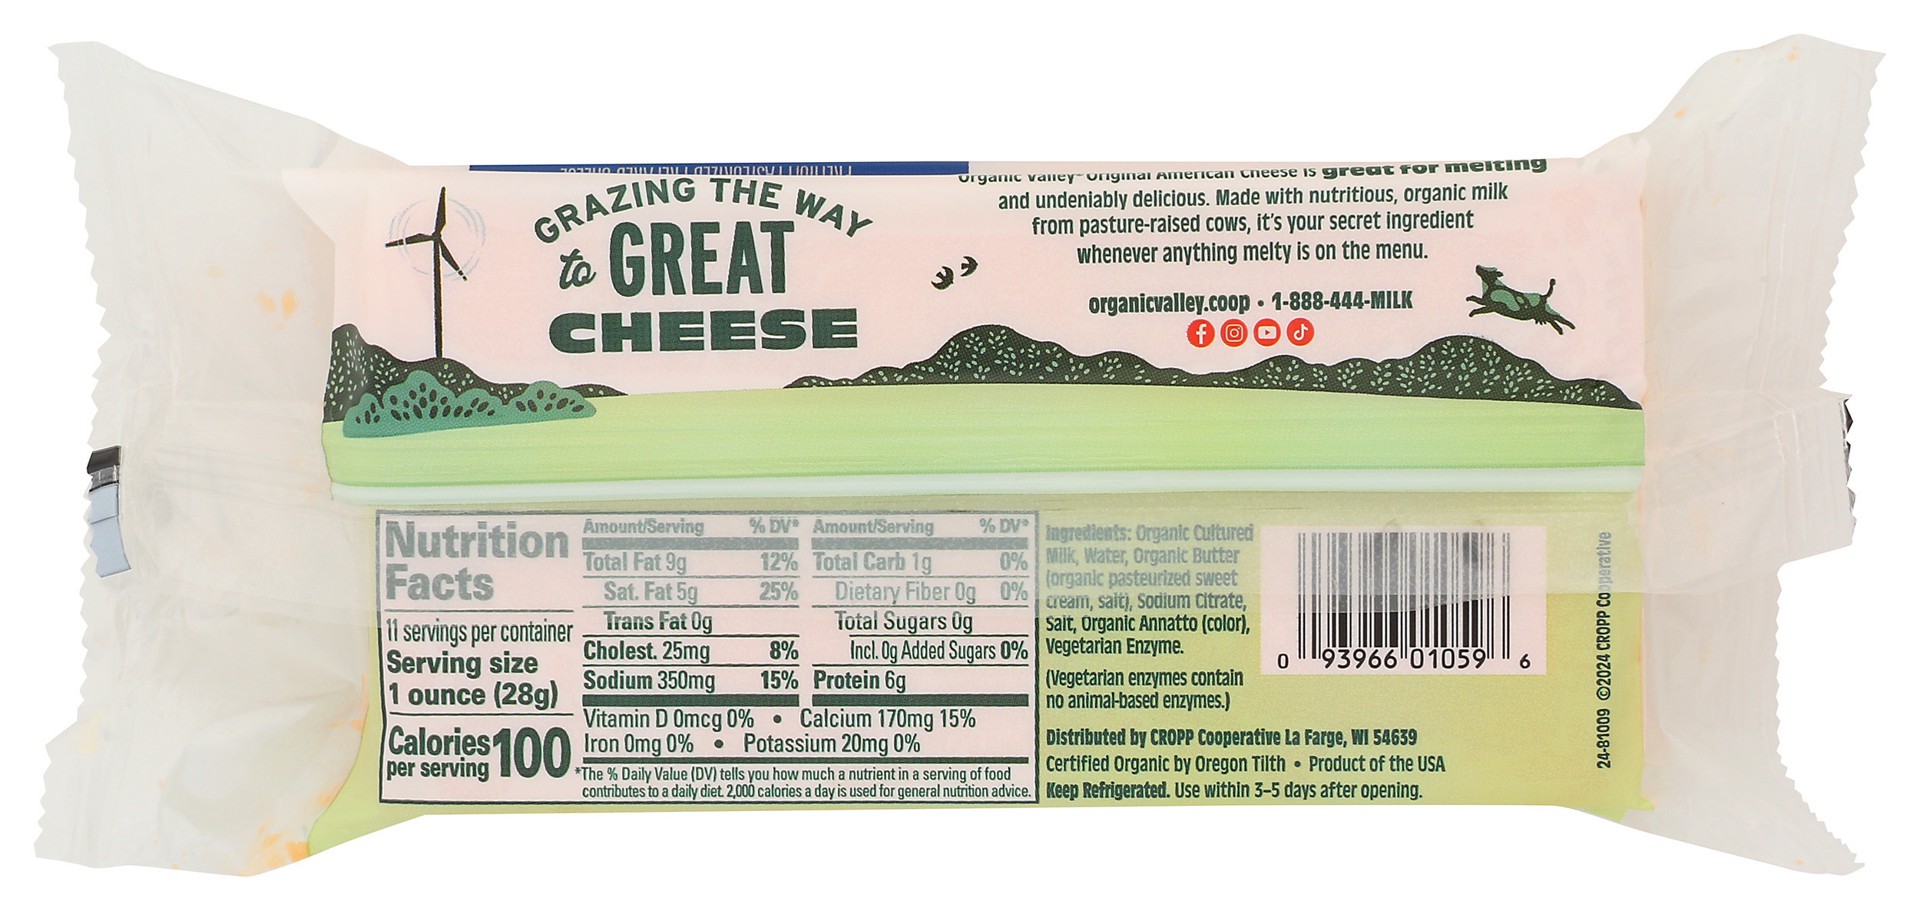 GRAZING THE WAY
to GREAT
CHEESE
Organic Valley Original American Cheese is great for melting
and undeniably delicious. Made with nutritious, organic milk
from pasture-raised cows, it's your secret ingredient
whenever anything melty is on the menu.
organicvalley.coop • 1-888-444-MILK
Nutrition
Facts
11 servings per container
Serving size
1 ounce (28g)
Calories 100
per serving
Amount/Serving % DV*
Total Fat 9g 12%
Sat. Fat 5g 25%
Trans Fat 0g
Cholest. 25mg 8%
Sodium 350mg 15%
Amount/Serving % DV*
Total Carb 1g 0%
Dietary Fiber 0g 0%
Total Sugars 0g
Incl. 0g Added Sugars 0%
Protein 6g
Vitamin D 0mcg 0% • Calcium 170mg 15%
Iron 0mg 0% • Potassium 20mg 0%
*The % Daily Value (DV) tells you how much a nutrient in a serving of food
contributes to a daily diet. 2,000 calories a day is used for general nutrition advice.
Ingredients: Organic Cultured
Milk, Water, Organic Butter
(organic pasteurized sweet
cream, salt), Sodium Citrate,
Salt, Organic Annatto (color),
Vegetarian Enzyme.
(Vegetarian enzymes contain
no animal-based enzymes.)
Distributed by CROPP Cooperative La Farge, WI 54639
Certified Organic by Oregon Tilth • Product of the USA
Keep Refrigerated. Use within 3-5 days after opening.
0 93966 01059 6
24-81009 ©2024 CROPP Cooperative